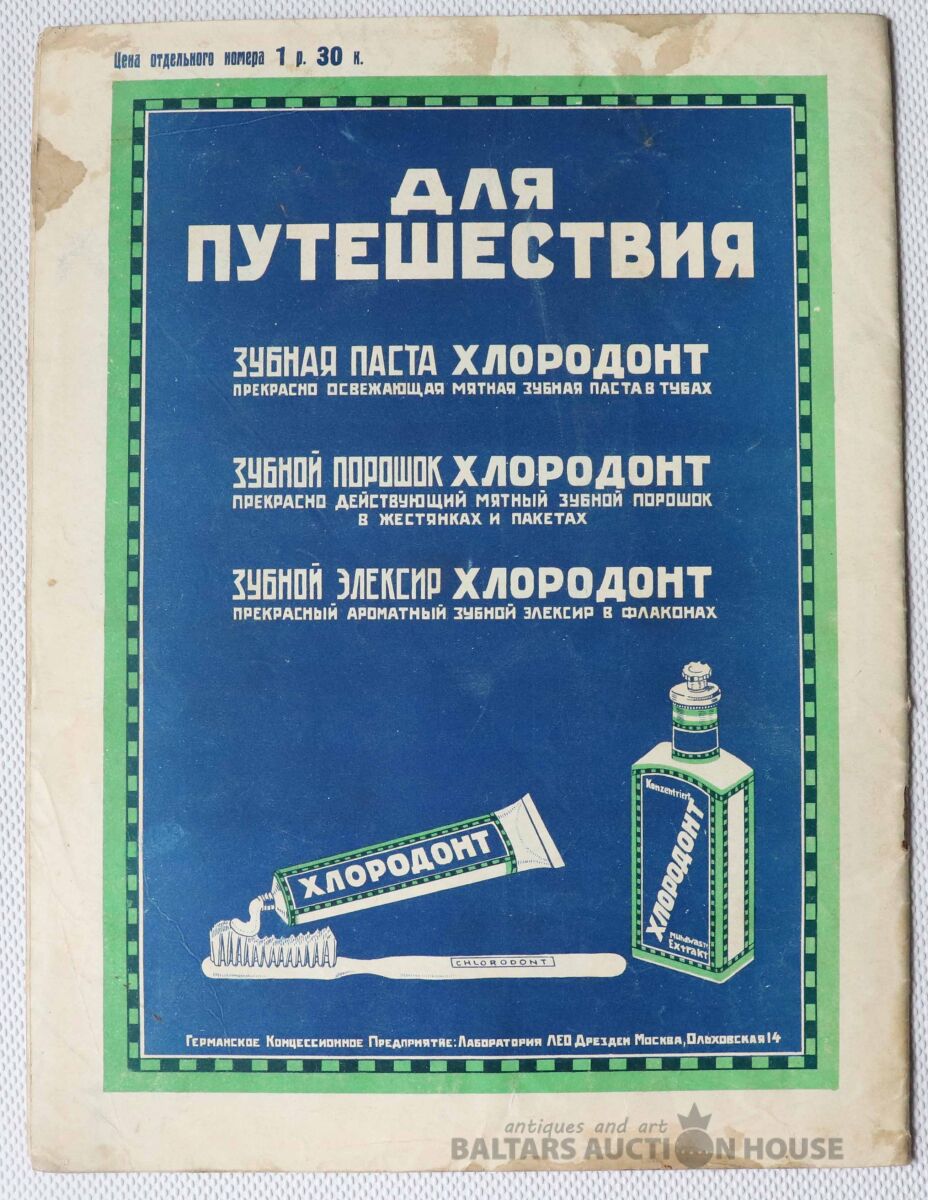 Цена отдельного номера 1 р. 30 к.
ДЛЯ
ПУТЕШЕСТВИЯ
ЗУБНАЯ ПАСТА ХЛОРОДОНТ
ПРЕКРАСНО ОСВЕЖАЮЩАЯ МЯТНАЯ ЗУБНАЯ ПАСТА В ТУБАХ
ЗУБНОЙ ПОРОШОК ХЛОРОДОНТ
ПРЕКРАСНО ДЕЙСТВУЮЩИЙ МЯТНЫЙ ЗУБНОЙ ПОРОШОК
В ЖЕСТЯНКАХ И ПАКЕТАХ
ЗУБНОЙ ЭЛЕКСИР ХЛОРОДОНТ
ПРЕКРАСНЫЙ АРОМАТНЫЙ ЗУБНОЙ ЭЛЕКСИР В ФЛАКОНАХ
ХЛОРОДОНТ
CHLORODONT
Konzentriert
ХЛОРОДОНТ
Extrakt
Германское Концессионное Предприятие: Лаборатория ЛЕО Дрезден Москва, Ольховская 14
antiques and art
BALTARS AUCTION HOUSE